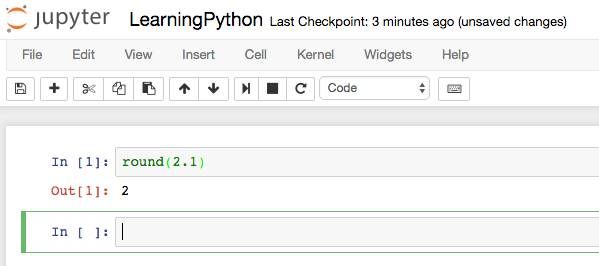 jupyter LearningPython Last Checkpoint: 3 minutes ago (unsaved changes)
File Edit View Insert Cell Kernel Widgets Help
Code
In [1]: round(2.1)
Out[1]: 2
In [ ]: